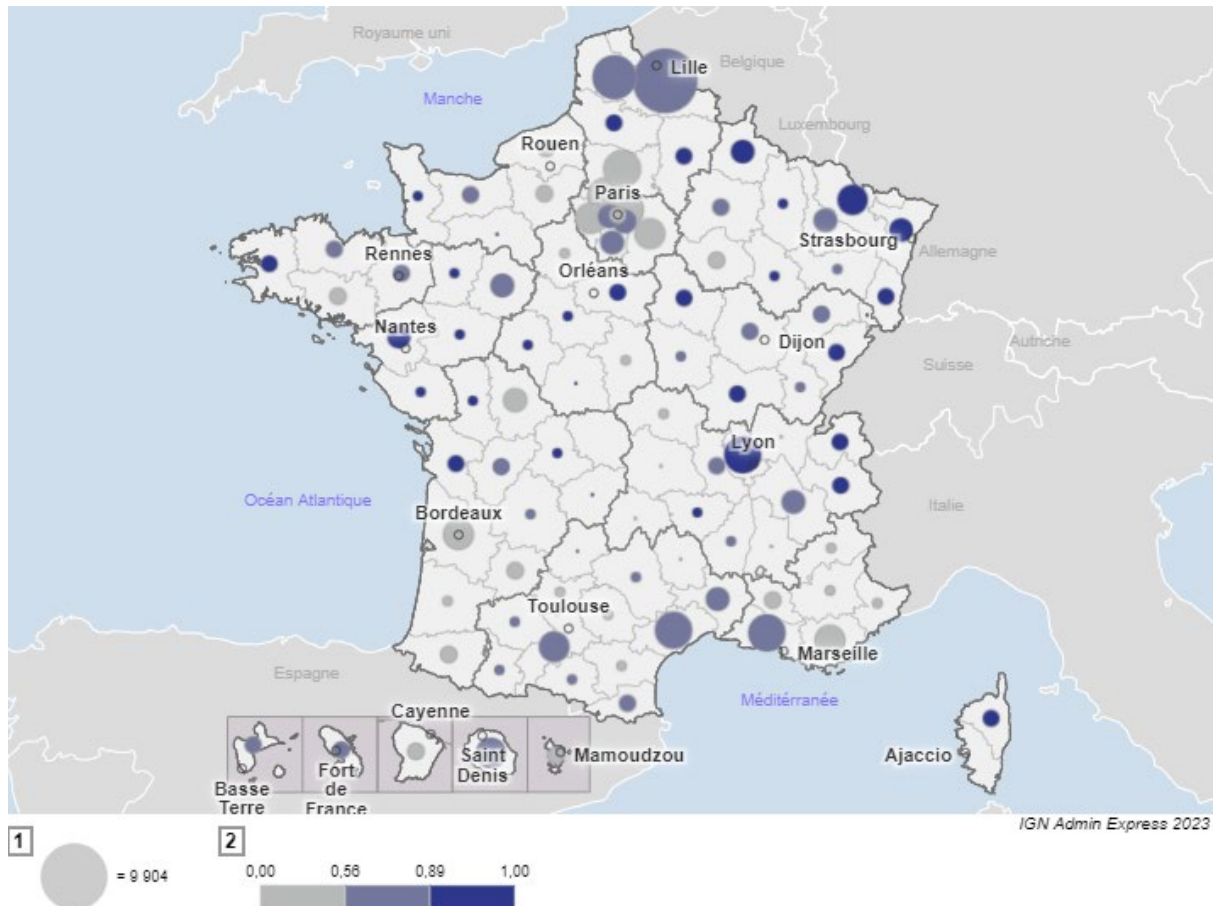 Royaume uni
Belgique
Lille
Manche
Luxembourg
Rouen
Paris
Strasbourg
Allemagne
Rennes
Orléans
Nantes
Dijon
Autriche
Suisse
Lyon
Océan Atlantique
Italie
Bordeaux
Toulouse
Marseille
Espagne
Méditérranée
Cayenne
Saint
Denis
Mamoudzou
Ajaccio
Basse
Terre
Fort
de
France
IGN Admin Express 2023
1
2
= 9 904
0,00 0,56 0,89 1,00